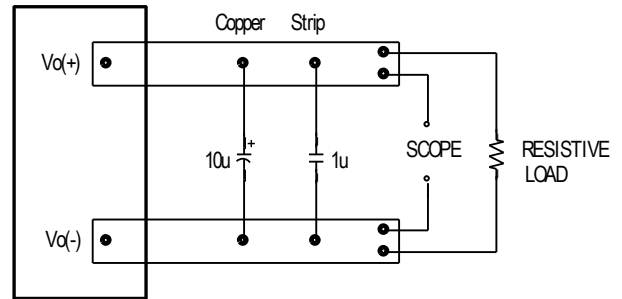 Copper Strip
Vo(+)
+
10u
1u
SCOPE
RESISTIVE
LOAD
Vo(-)